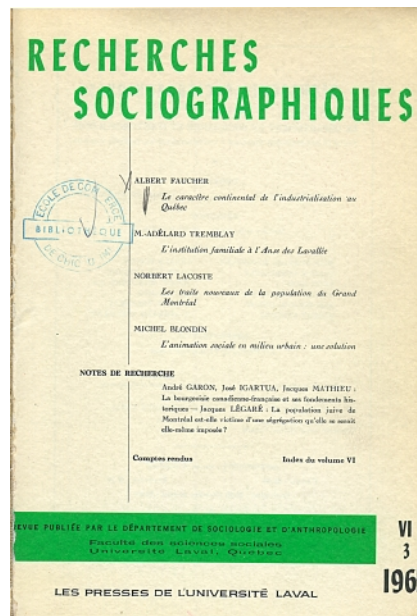 RECHERCHES
SOCIOGRAPHIQUES
ALBERT FAUCHER
Le caractère continental de l'industrialisation au
Québec
ÉCOLE DE COM
BIBLIOTHÈQUE
M.-ADÉLARD TREMBLAY
L'institution familiale à l'Anse des Lavallée
NORBERT LACOSTE
Les traits nouveaux de la population du Grand
Montréal
MICHEL BLONDIN
L'animation sociale en milieu urbain : une solution
NOTES DE RECHERCHE
André GARON, José IGARTUA, Jacques MATHIEU :
La bourgeoisie canadienne-française et ses fondements his-
toriques — Jacques LÉGARÉ : La population juive de
Montréal est-elle victime d'une ségrégation qu'elle se serait
elle-même imposée ?
Comptes rendus Index du volume VI
REVUE PUBLIÉE PAR LE DÉPARTEMENT DE SOCIOLOGIE ET D'ANTHROPOLOGIE
Faculté des sciences sociales
Université Laval, Québec
VI
3
196
LES PRESSES DE L'UNIVERSITÉ LAVAL